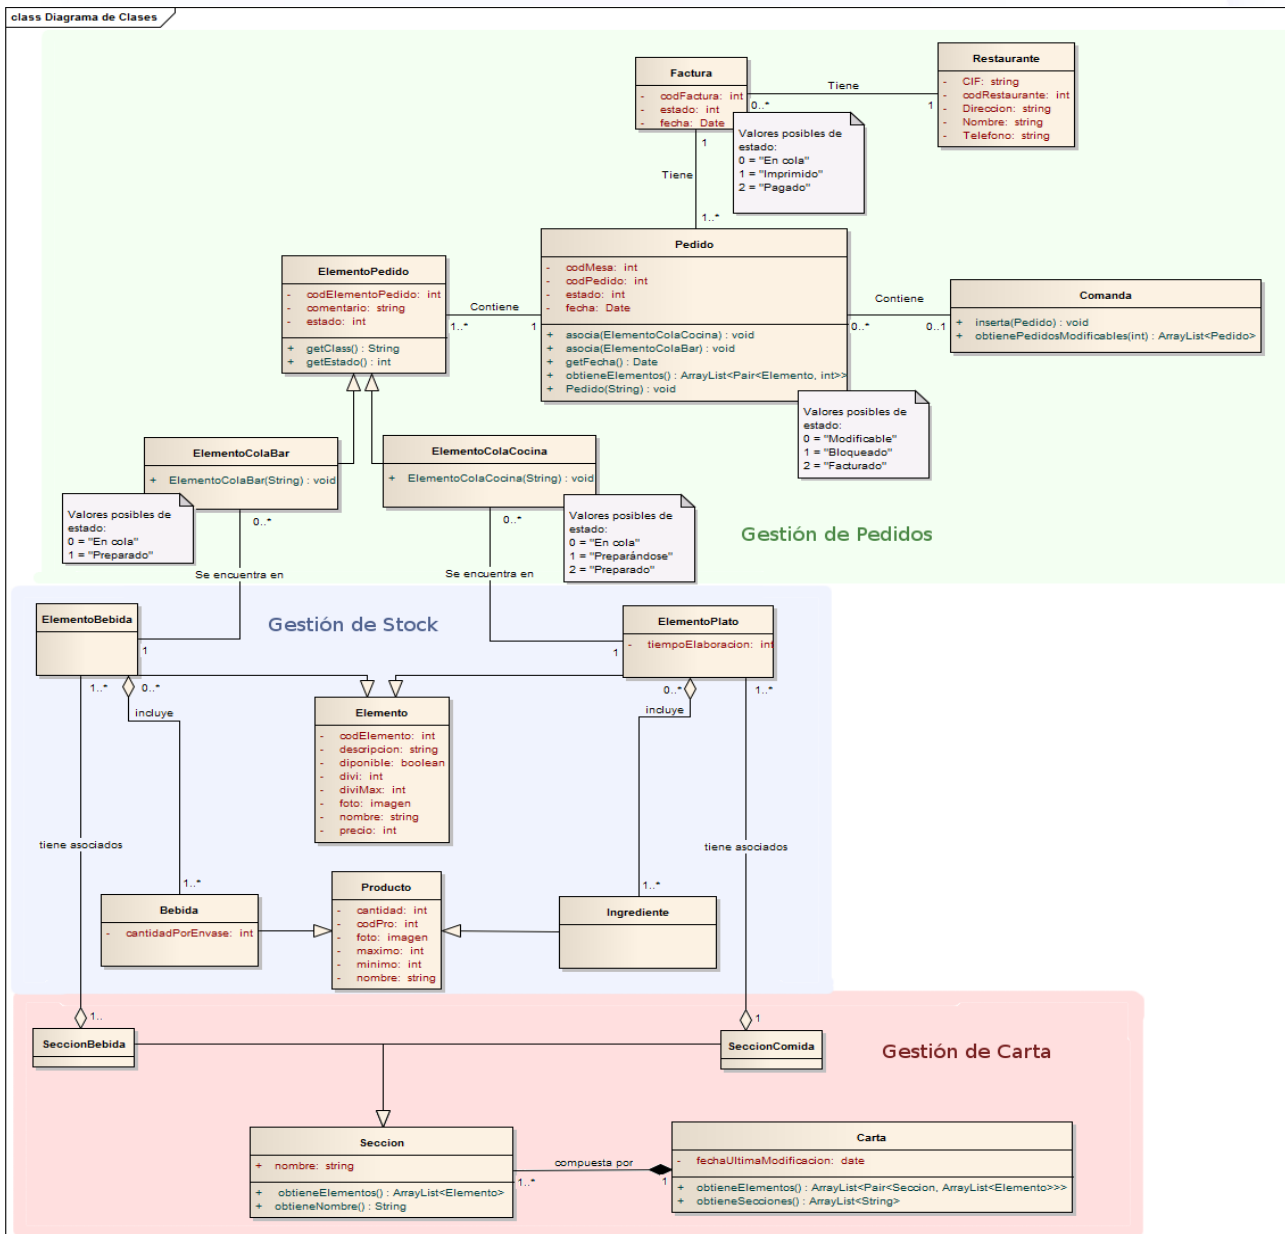 class Diagrama de Clases
Factura
- codFactura: int
- estado: int
- fecha: Date
Tiene
0..*
1
Restaurante
- CIF: string
- codRestaurante: int
- Direccion: string
- Nombre: string
- Telefono: string
Valores posibles de
estado:
0 = "En cola"
1 = "Imprimido"
2 = "Pagado"
1
Tiene
1..*
Pedido
- codMesa: int
- codPedido: int
- estado: int
- fecha: Date
+ asocia(ElementoColaCocina) : void
+ asocia(ElementoColaBar) : void
+ getFecha() : Date
+ obtieneElementos() : ArrayList<Pair<Elemento, int>>
+ Pedido(String) : void
ElementoPedido
- codElementoPedido: int
- comentario: string
- estado: int
+ getClass() : String
+ getEstado() : int
Contiene
1..*
1
Contiene
0..*
0..1
Comanda
+ inserta(Pedido) : void
+ obtienePedidosModificables(int) : ArrayList<Pedido>
Valores posibles de
estado:
0 = "Modificable"
1 = "Bloqueado"
2 = "Facturado"
ElementoColaBar
+ ElementoColaBar(String) : void
ElementoColaCocina
+ ElementoColaCocina(String) : void
Valores posibles de
estado:
0 = "En cola"
1 = "Preparado"
0..*
0..*
Valores posibles de
estado:
0 = "En cola"
1 = "Preparándose"
2 = "Preparado"
Gestión de Pedidos
Se encuentra en
Se encuentra en
Gestión de Stock
ElementoBebida
1
ElementoPlato
- tiempoElaboracion: int
1
1..*
0..*
0..*
1..*
incluye
incluye
Elemento
- codElemento: int
- descripcion: string
- diponible: boolean
- divi: int
- diviMax: int
- foto: imagen
- nombre: string
- precio: int
tiene asociados
tiene asociados
1..*
1..*
Bebida
- cantidadPorEnvase: int
Producto
- cantidad: int
- codPro: int
- foto: imagen
- maximo: int
- minimo: int
- nombre: string
Ingrediente
1..
1
SeccionBebida
SeccionComida
Gestión de Carta
Seccion
+ nombre: string
+ obtieneElementos() : ArrayList<Elemento>
+ obtieneNombre() : String
compuesta por
1..*
1
Carta
- fechaUltimaModificacion: date
+ obtieneElementos() : ArrayList<Pair<Seccion, ArrayList<Elemento>>>
+ obtieneSecciones() : ArrayList<String>